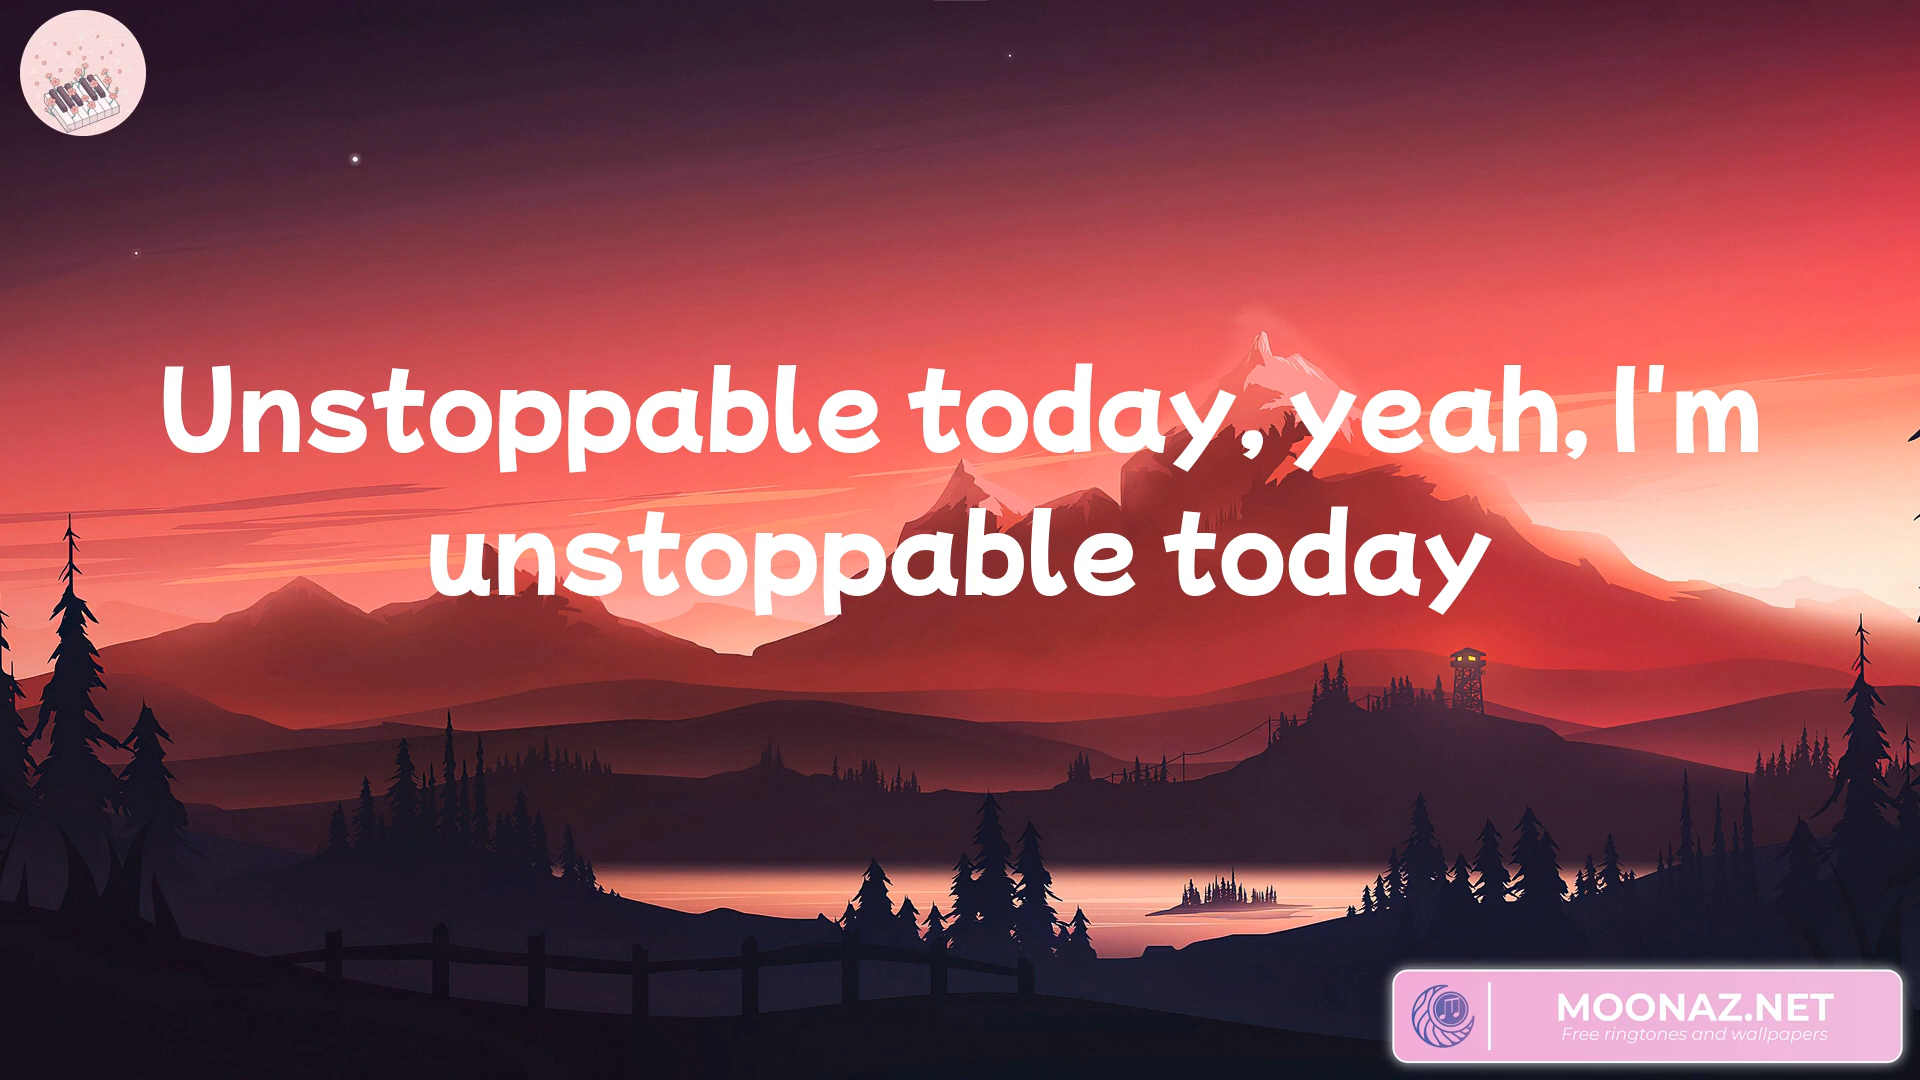 Unstoppable today, yeah, I'm
unstoppable today
MOONAZ.NET
Free ringtones and wallpapers